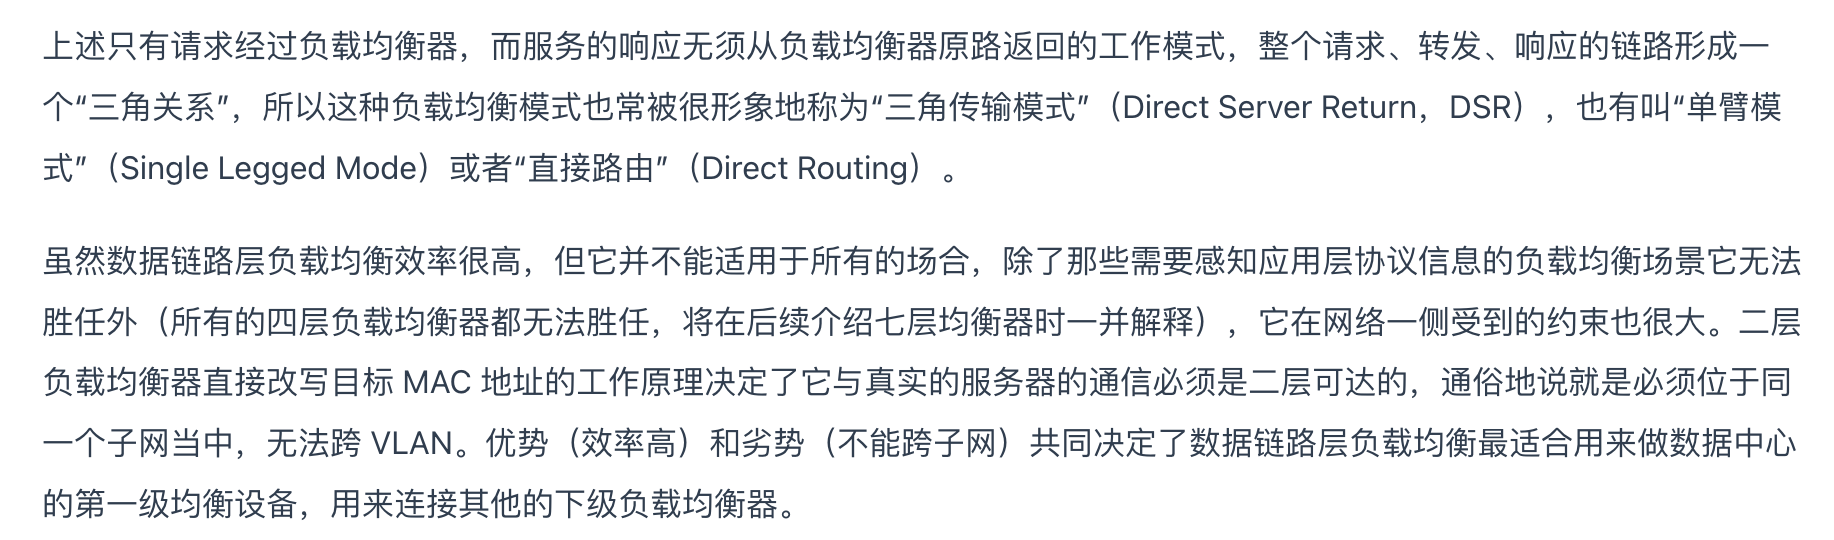 上述只有请求经过负载均衡器，而服务的响应无须从负载均衡器原路返回的工作模式，整个请求、转发、响应的链路形成一
个“三角关系”，所以这种负载均衡模式也常被很形象地称为“三角传输模式”（Direct Server Return，DSR），也有叫“单臂模
式”（Single Legged Mode）或者“直接路由”（Direct Routing）。
虽然数据链路层负载均衡效率很高，但它并不能适用于所有的场合，除了那些需要感知应用层协议信息的负载均衡场景它无法
胜任外（所有的四层负载均衡器都无法胜任，将在后续介绍七层均衡器时一并解释），它在网络一侧受到的约束也很大。二层
负载均衡器直接改写目标 MAC 地址的工作原理决定了它与真实的服务器的通信必须是二层可达的，通俗地说就是必须位于同
一个子网当中，无法跨 VLAN。优势（效率高）和劣势（不能跨子网）共同决定了数据链路层负载均衡最适合用来做数据中心
的第一级均衡设备，用来连接其他的下级负载均衡器。